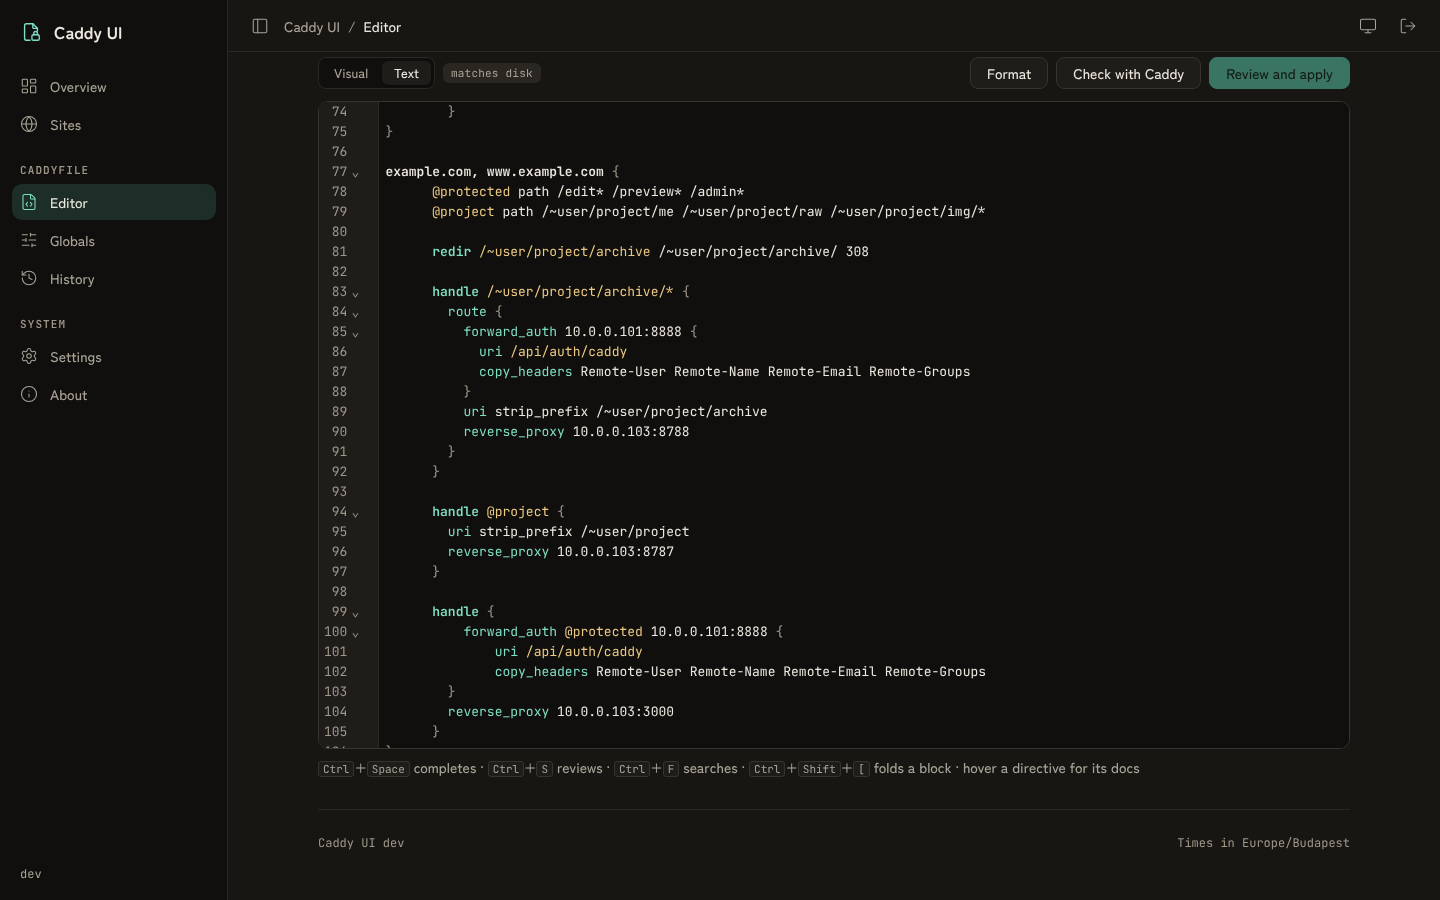 Caddy UI
Overview
Sites
CADDYFILE
Editor
Globals
History
SYSTEM
Settings
About
dev
Caddy UI / Editor
Visual Text matches disk Format Check with Caddy Review and apply
74 }
75 }
76
77 example.com, www.example.com {
78 @protected path /edit* /preview* /admin*
79 @project path /~user/project/me /~user/project/raw /~user/project/img/*
80
81 redir /~user/project/archive /~user/project/archive/ 308
82
83 handle /~user/project/archive/* {
84 route {
85 forward_auth 10.0.0.101:8888 {
86 uri /api/auth/caddy
87 copy_headers Remote-User Remote-Name Remote-Email Remote-Groups
88 }
89 uri strip_prefix /~user/project/archive
90 reverse_proxy 10.0.0.103:8788
91 }
92 }
93
94 handle @project {
95 uri strip_prefix /~user/project
96 reverse_proxy 10.0.0.103:8787
97 }
98
99 handle {
100 forward_auth @protected 10.0.0.101:8888 {
101 uri /api/auth/caddy
102 copy_headers Remote-User Remote-Name Remote-Email Remote-Groups
103 }
104 reverse_proxy 10.0.0.103:3000
105 }
Ctrl+Space completes · Ctrl+S reviews · Ctrl+F searches · Ctrl+Shift+[ folds a block · hover a directive for its docs
Caddy UI dev
Times in Europe/Budapest